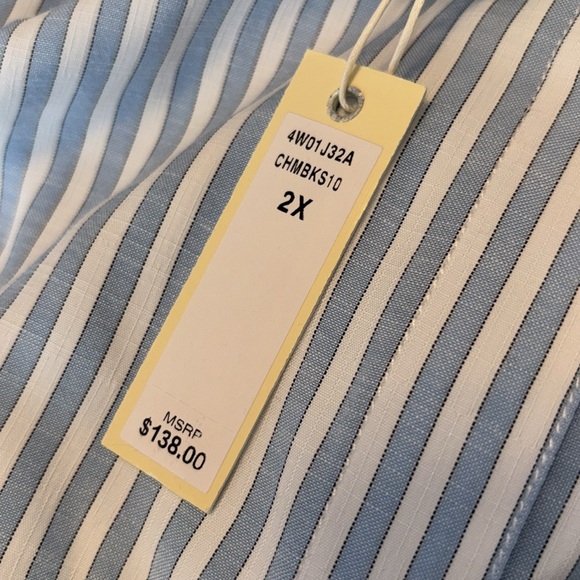 4W01J32A
CHMBKS10
2X
MSRP
$138.00